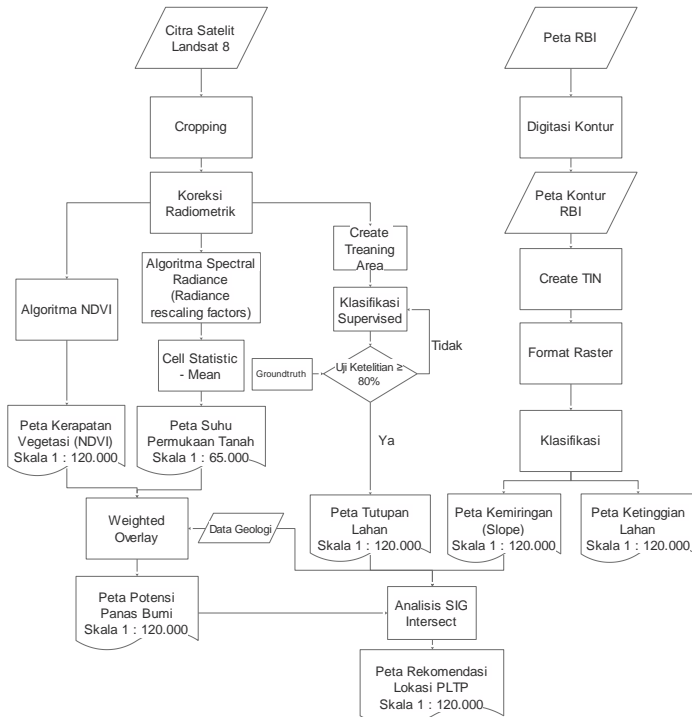 Citra Satelit
Landsat 8
Peta RBI
Cropping
Digitasi Kontur
Koreksi
Radiometrik
Peta Kontur
RBI
Create
Treaning
Area
Algoritma Spectral
Radiance
(Radiance
rescaling factors)
Algoritma NDVI
Create TIN
Klasifikasi
Supervised
Tidak
Format Raster
Cell Statistic
- Mean
Groundtruth
Uji Ketelitian ≥
80%
Peta Kerapatan
Vegetasi (NDVI)
Skala 1 : 120.000
Peta Suhu
Permukaan Tanah
Skala 1 : 65.000
Ya
Klasifikasi
Weighted
Overlay
Data Geologi
Peta Tutupan
Lahan
Skala 1 : 120.000
Peta Kemiringan
(Slope)
Skala 1 : 120.000
Peta Ketinggian
Lahan
Skala 1 : 120.000
Peta Potensi
Panas Bumi
Skala 1 : 120.000
Analisis SIG
Intersect
Peta Rekomendasi
Lokasi PLTP
Skala 1 : 120.000